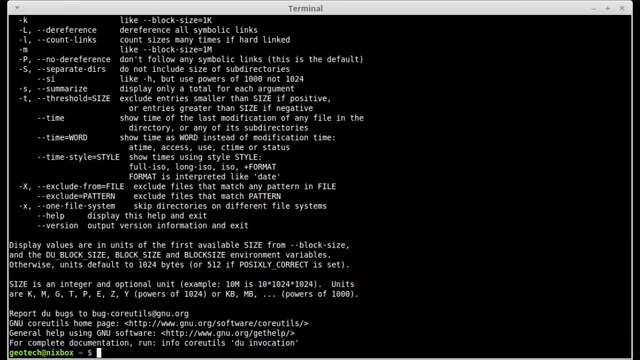 Terminal
-k                    like --block-size=1K
-L, --dereference     dereference all symbolic links
-l, --count-links     count sizes many times if hard linked
-m                    like --block-size=1M
-P, --no-dereference  don't follow any symbolic links (this is the default)
-S, --separate-dirs   do not include size of subdirectories
--si              like -h, but use powers of 1000 not 1024
-s, --summarize       display only a total for each argument
-t, --threshold=SIZE  exclude entries smaller than SIZE if positive,
or entries greater than SIZE if negative
--time            show time of the last modification of any file in the
directory, or any of its subdirectories
--time=WORD       show time as WORD instead of modification time:
atime, access, use, ctime or status
--time-style=STYLE  show times using style STYLE:
full-iso, long-iso, iso, +FORMAT
FORMAT is interpreted like 'date'
-X, --exclude-from=FILE  exclude files that match any pattern in FILE
--exclude=PATTERN    exclude files that match PATTERN
-x, --one-file-system    skip directories on different file systems
--help     display this help and exit
--version  output version information and exit
Display values are in units of the first available SIZE from --block-size,
and the DU_BLOCK_SIZE, BLOCK_SIZE and BLOCKSIZE environment variables.
Otherwise, units default to 1024 bytes (or 512 if POSIXLY_CORRECT is set).
SIZE is an integer and optional unit (example: 10M is 10*1024*1024).  Units
are K, M, G, T, P, E, Z, Y (powers of 1024) or KB, MB, ... (powers of 1000).
Report du bugs to bug-coreutils@gnu.org
GNU coreutils home page: <http://www.gnu.org/software/coreutils/>
General help using GNU software: <http://www.gnu.org/gethelp/>
For complete documentation, run: info coreutils 'du invocation'
geotech@nixbox ~ $